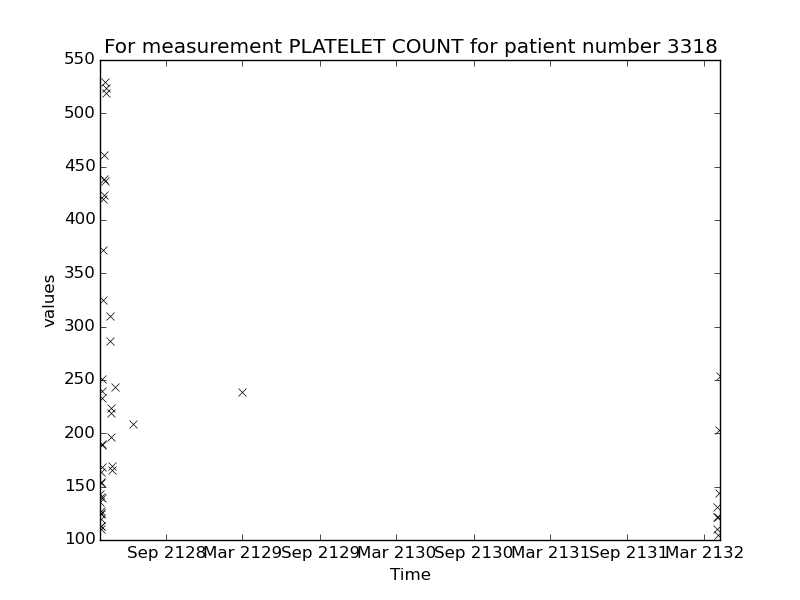 For measurement PLATELET COUNT for patient number 3318
550
500
450
400
350
300
250
200
150
100
values
Sep 2128 Mar 2129 Sep 2129 Mar 2130 Sep 2130 Mar 2131 Sep 2131 Mar 2132
Time